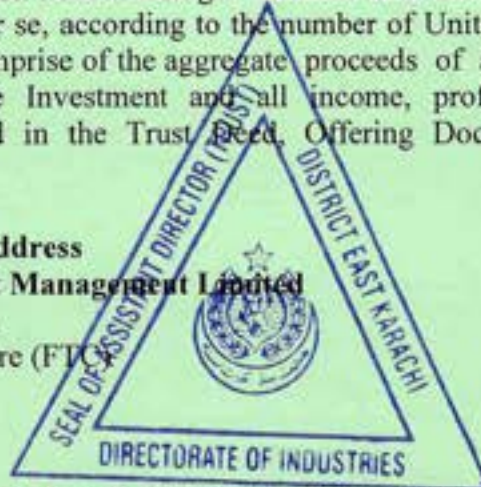 r se, according to the number of Unit
nprise of the aggregate proceeds of
e Investment and all income, prof
d in the Trust Deed, Offering Doc
ddress
Management Limited
re (FTC)
SEAL OF ASSISTANT DIRECTOR (TRUST)
DISTRICT EAST KARACHI
DIRECTORATE OF INDUSTRIES